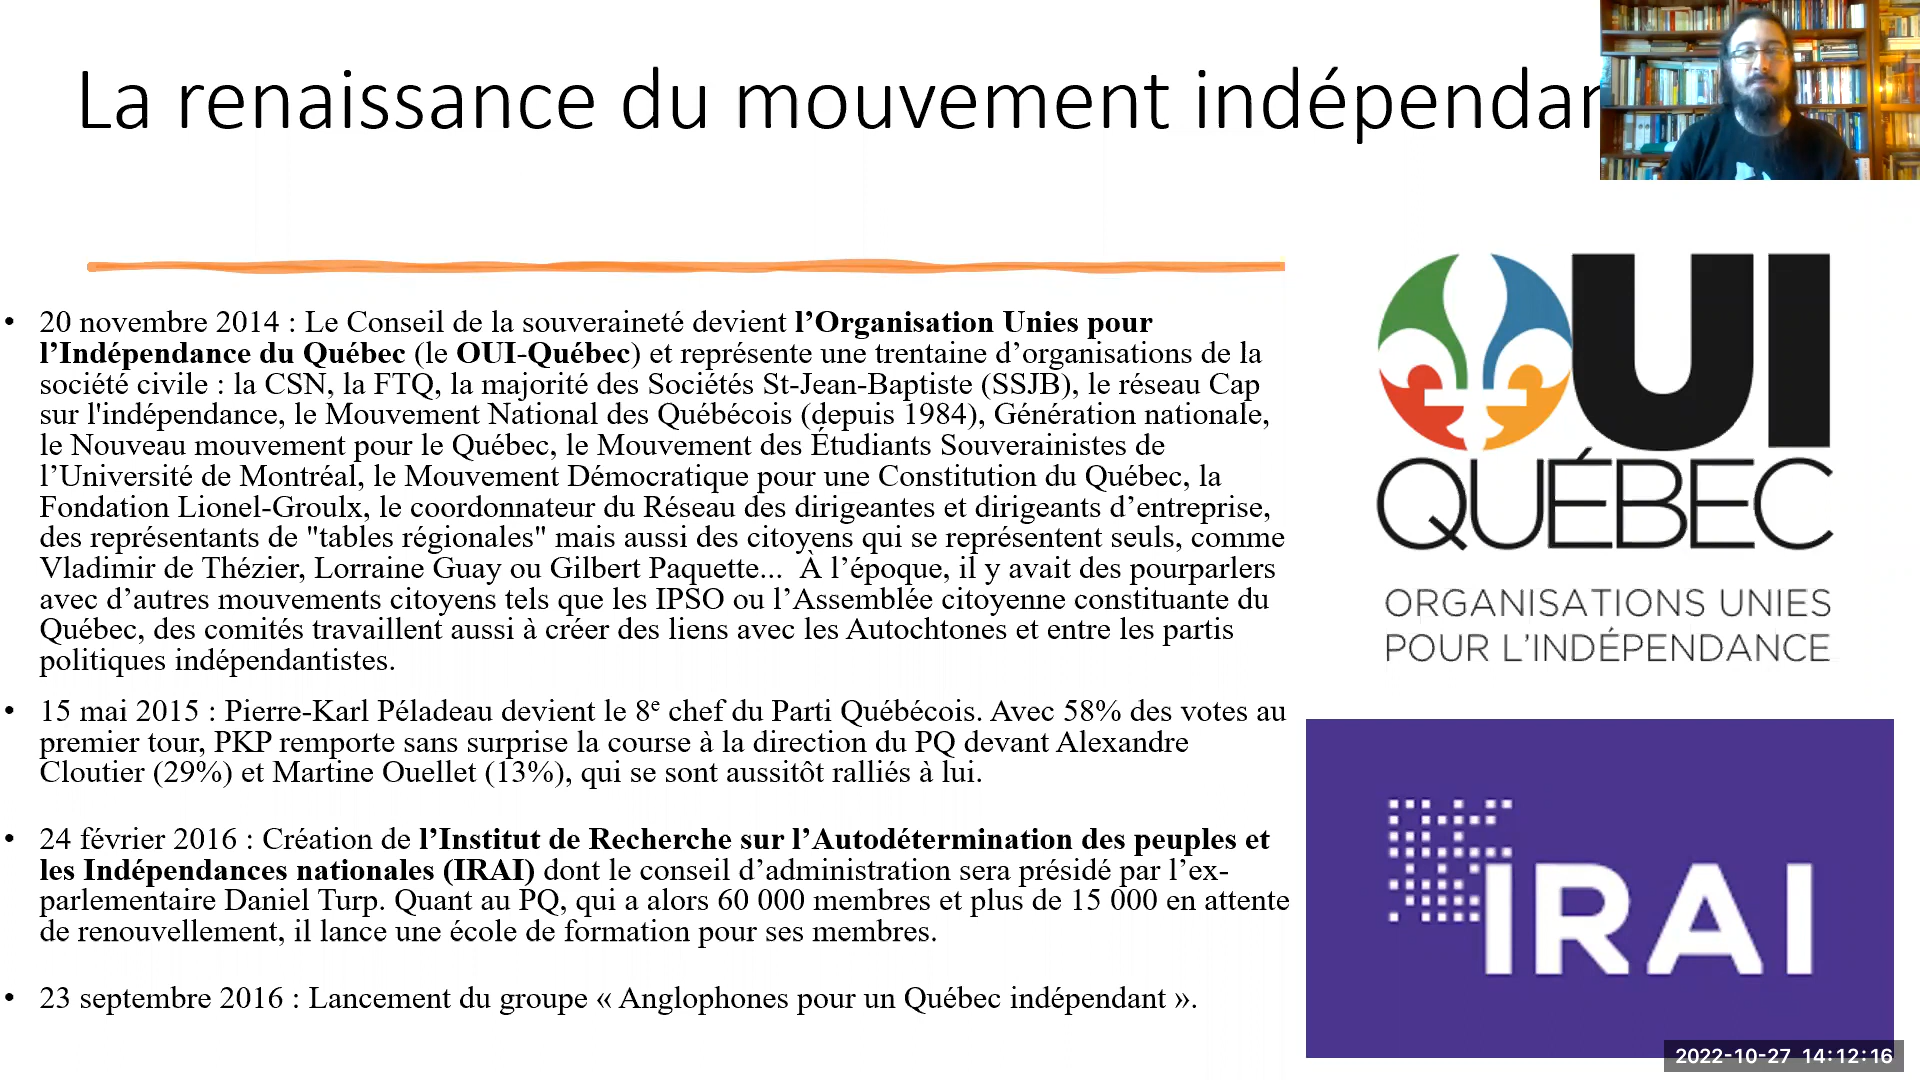 La renaissance du mouvement indépendan
• 20 novembre 2014 : Le Conseil de la souveraineté devient l’Organisation Unies pour
l’Indépendance du Québec (le OUI-Québec) et représente une trentaine d’organisations de la
société civile : la CSN, la FTQ, la majorité des Sociétés St-Jean-Baptiste (SSJB), le réseau Cap
sur l'indépendance, le Mouvement National des Québécois (depuis 1984), Génération nationale,
le Nouveau mouvement pour le Québec, le Mouvement des Étudiants Souverainistes de
l’Université de Montréal, le Mouvement Démocratique pour une Constitution du Québec, la
Fondation Lionel-Groulx, le coordonnateur du Réseau des dirigeantes et dirigeants d’entreprise,
des représentants de "tables régionales" mais aussi des citoyens qui se représentent seuls, comme
Vladimir de Thézier, Lorraine Guay ou Gilbert Paquette... À l’époque, il y avait des pourparlers
avec d’autres mouvements citoyens tels que les IPSO ou l’Assemblée citoyenne constituante du
Québec, des comités travaillent aussi à créer des liens avec les Autochtones et entre les partis
politiques indépendantistes.
• 15 mai 2015 : Pierre-Karl Péladeau devient le 8e chef du Parti Québécois. Avec 58% des votes au
premier tour, PKP remporte sans surprise la course à la direction du PQ devant Alexandre
Cloutier (29%) et Martine Ouellet (13%), qui se sont aussitôt ralliés à lui.
• 24 février 2016 : Création de l’Institut de Recherche sur l’Autodétermination des peuples et
les Indépendances nationales (IRAI) dont le conseil d’administration sera présidé par l’ex-
parlementaire Daniel Turp. Quant au PQ, qui a alors 60 000 membres et plus de 15 000 en attente
de renouvellement, il lance une école de formation pour ses membres.
• 23 septembre 2016 : Lancement du groupe « Anglophones pour un Québec indépendant ».
OUI
QUÉBEC
ORGANISATIONS UNIES
POUR L’INDÉPENDANCE
IRAI
2022-10-27 14:12:16